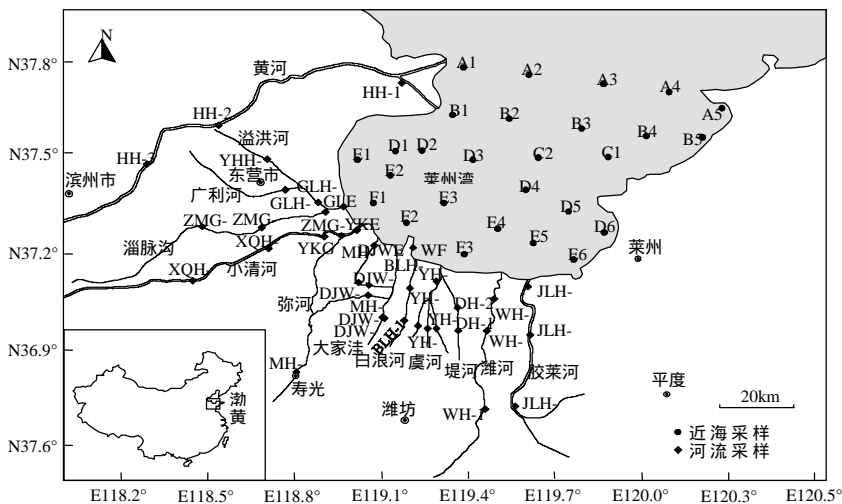 N
N37.8°
N37.5°
N37.2°
N36.9°
N37.6°
E118.2°
E118.5°
E118.8°
E119.1°
E119.4°
E119.7°
E120.0°
E120.3°
E120.5°
黄河
HH-1
HH-2
HH-3
溢洪河
YHH-
东营市
滨州市
广利河
GLH-
GLH-
GLE
ZMG-
ZMG
ZMG-
YKE
淄脉沟
XQH
YKG
XQH-
小清河
MH
DJWE
WF
A1
A2
A3
A4
A5
B1
B2
B3
B4
B5
D1
D2
D3
C2
C1
E1
E2
莱州湾
D4
F1
E3
D5
F2
E4
D6
E5
F3
E6
莱州
BLH
YH-
DJW-
弥河
DJW-
MH-
DJW-
DJW-
大家洼
BLH-1
白浪河
YH-
YH-
虞河
DH-2
DH-1
堤河
WH-
WH-
潍河
WH-1
JLH-
JLH-
JLH-
胶莱河
MH-
寿光
潍坊
平度
20km
近海采样
河流采样
渤
黄